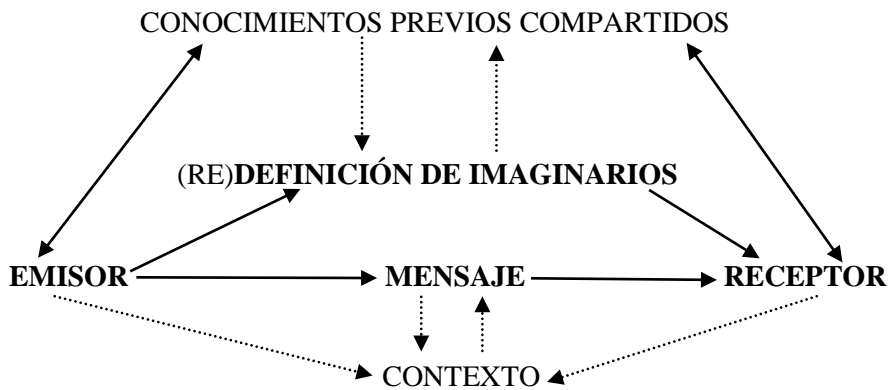 CONOCIMIENTOS PREVIOS COMPARTIDOS
(RE)DEFINICIÓN DE IMAGINARIOS
EMISOR MENSAJE RECEPTOR
CONTEXTO